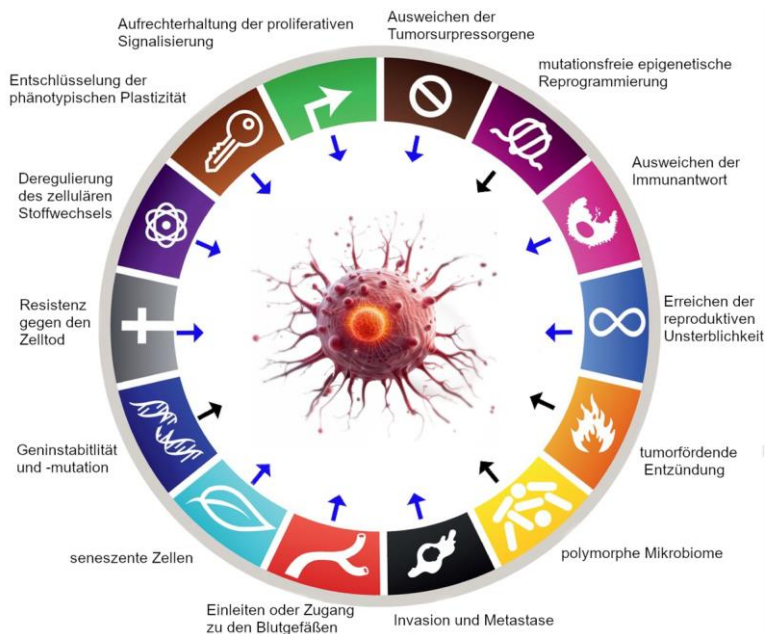 Aufrechterhaltung der proliferativen
Signalisierung
Ausweichen der
Tumorsurpressorgene
mutationsfreie epigenetische
Reprogrammierung
Ausweichen der
Immunantwort
Erreichen der
reproduktiven
Unsterblichkeit
tumorfördende
Entzündung
polymorphe Mikrobiome
Invasion und Metastase
Einleiten oder Zugang
zu den Blutgefäßen
seneszente Zellen
Geninstabitlität
und -mutation
Resistenz
gegen den
Zelltod
Deregulierung
des zellulären
Stoffwechsels
Entschlüsselung der
phänotypischen Plastizität